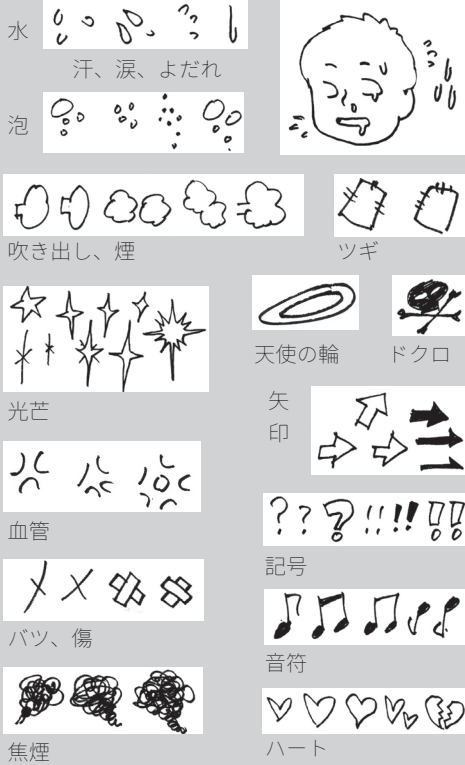 水
汗、涙、よだれ
泡
吹き出し、煙
ツギ
天使の輪
ドクロ
光芒
矢
印
血管
? ? ? !! !! !!
記号
バツ、傷
音符
焦煙
ハート